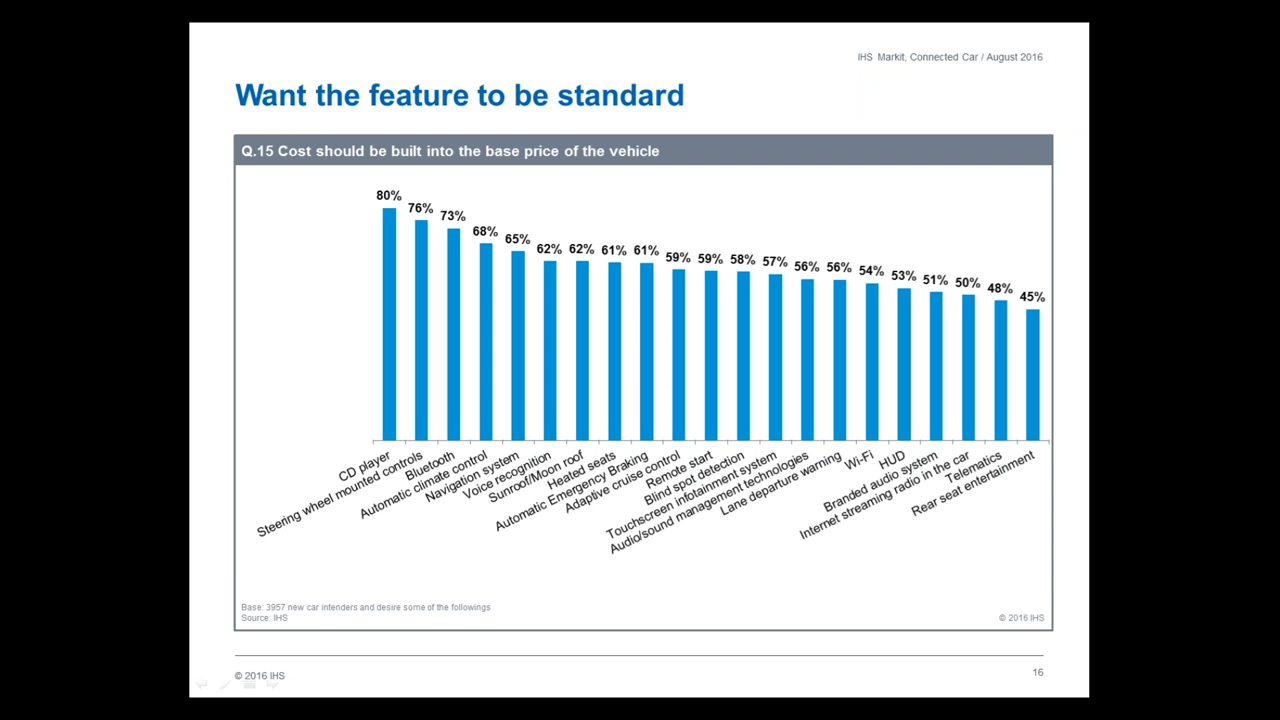 IHS Markit, Connected Car / August 2016
Want the feature to be standard
Q.15 Cost should be built into the base price of the vehicle
80%
76%
73%
68%
65%
62%
62%
61%
61%
59%
59%
58%
57%
56%
56%
54%
53%
51%
50%
48%
45%
CD player
Steering wheel mounted controls
Bluetooth
Automatic climate control
Navigation system
Voice recognition
Sunroof/Moon roof
Heated seats
Automatic Emergency Braking
Adaptive cruise control
Remote start
Blind spot detection
Touchscreen infotainment system
Audio/sound management technologies
Lane departure warning
Wi-Fi
HUD
Branded audio system
Internet streaming radio in the car
Telematics
Rear seat entertainment
Base: 3957 new car intenders and desire some of the followings
Source: IHS
© 2016 IHS
© 2016 IHS
16